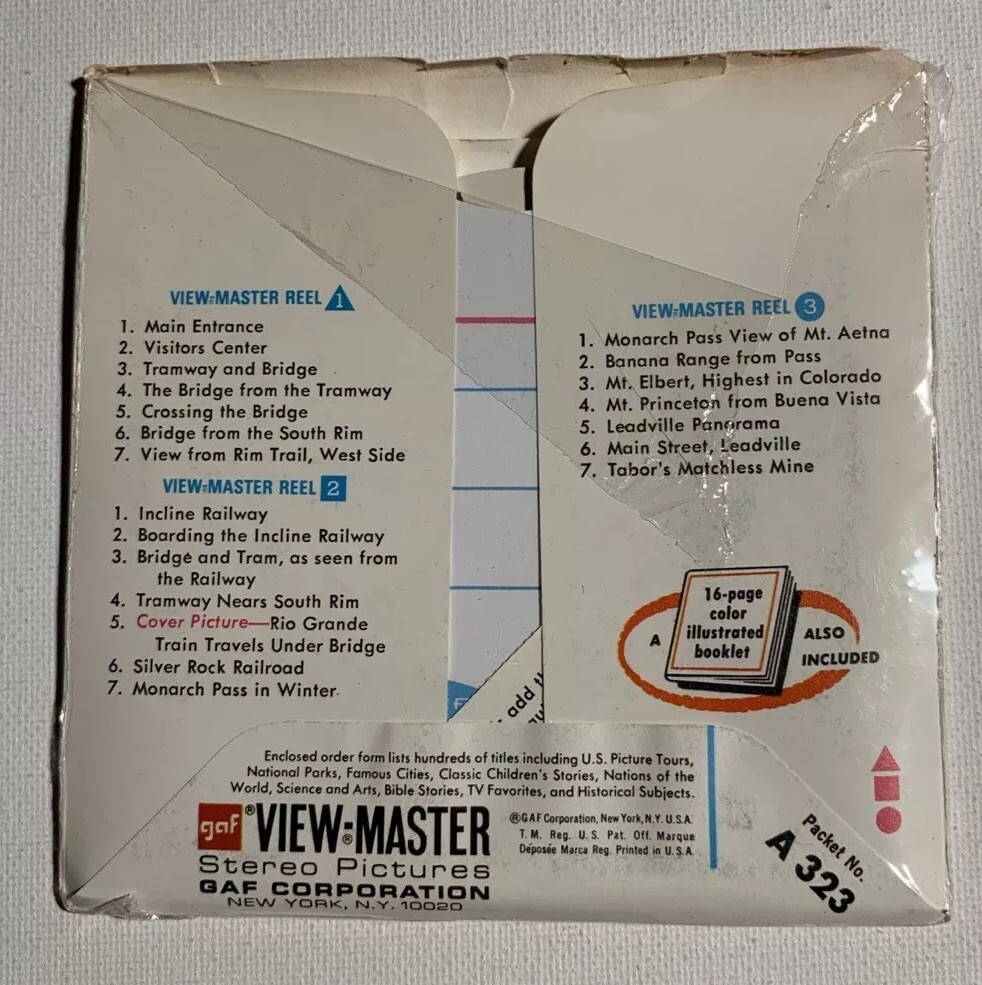 VIEW-MASTER REEL 1
1. Main Entrance
2. Visitors Center
3. Tramway and Bridge
4. The Bridge from the Tramway
5. Crossing the Bridge
6. Bridge from the South Rim
7. View from Rim Trail, West Side
VIEW-MASTER REEL 2
1. Incline Railway
2. Boarding the Incline Railway
3. Bridge and Tram, as seen from
the Railway
4. Tramway Nears South Rim
5. Cover Picture—Rio Grande
Train Travels Under Bridge
6. Silver Rock Railroad
7. Monarch Pass in Winter
VIEW-MASTER REEL 3
1. Monarch Pass View of Mt. Aetna
2. Banana Range from Pass
3. Mt. Elbert, Highest in Colorado
4. Mt. Princeton from Buena Vista
5. Leadville Panorama
6. Main Street, Leadville
7. Tabor's Matchless Mine
A
16-page
color
illustrated
booklet
ALSO
INCLUDED
add
Enclosed order form lists hundreds of titles including U.S. Picture Tours,
National Parks, Famous Cities, Classic Children's Stories, Nations of the
World, Science and Arts, Bible Stories, TV Favorites, and Historical Subjects.
gaf ® VIEW-MASTER
Stereo Pictures
GAF CORPORATION
NEW YORK, N.Y. 10020
®GAF Corporation, New York, N.Y. U.S.A.
T. M. Reg. U. S. Pat. Off. Marque
Déposée Marca Reg. Printed in U. S. A.
Packet No.
A 323